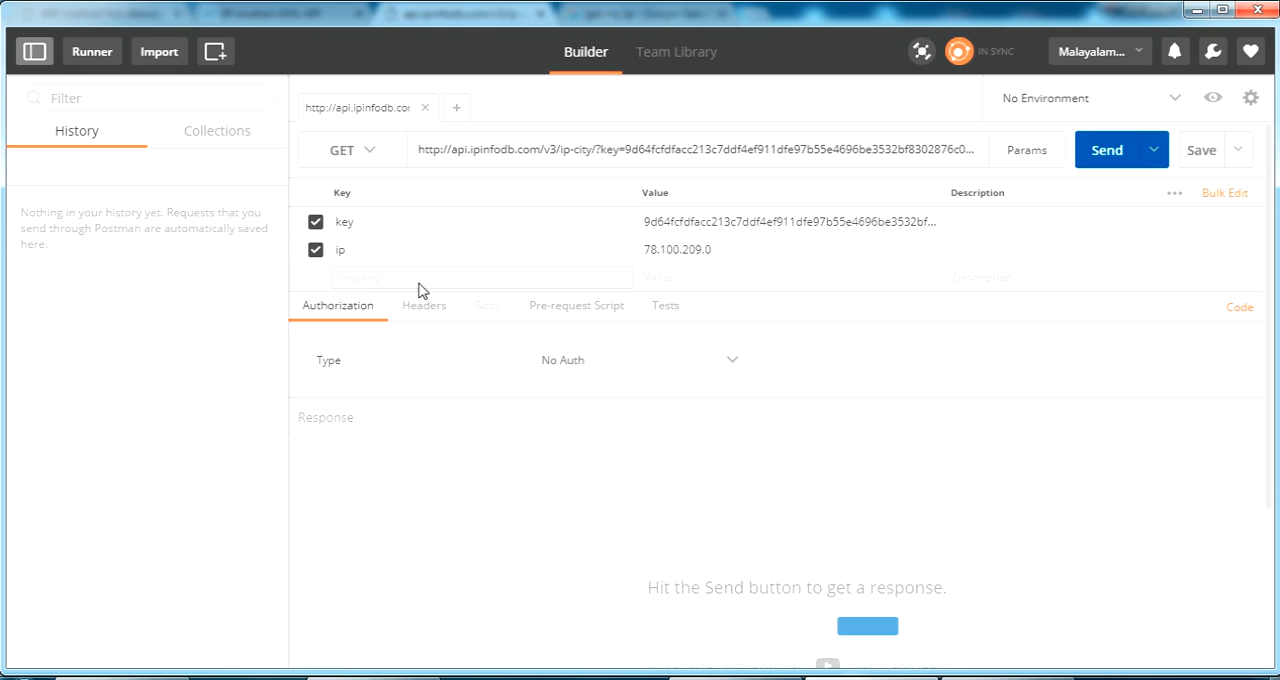 Runner Import Builder Team Library IN SYNC Malayalam...
Filter
http://api.ipinfodb.co No Environment
History Collections
GET http://api.ipinfodb.com/v3/ip-city/?key=9d64fcfdfacc213c7ddf4ef911dfe97b55e4696be3532bf8302876c0... Params Send Save
Key Value Description Bulk Edit
Nothing in your history yet. Requests that you
send through Postman are automatically saved
here.
key 9d64fcfdfacc213c7ddf4ef911dfe97b55e4696be3532bf...
ip 78.100.209.0
New key Value Description
Authorization Headers Body Pre-request Script Tests Code
Type No Auth
Response
Hit the Send button to get a response.